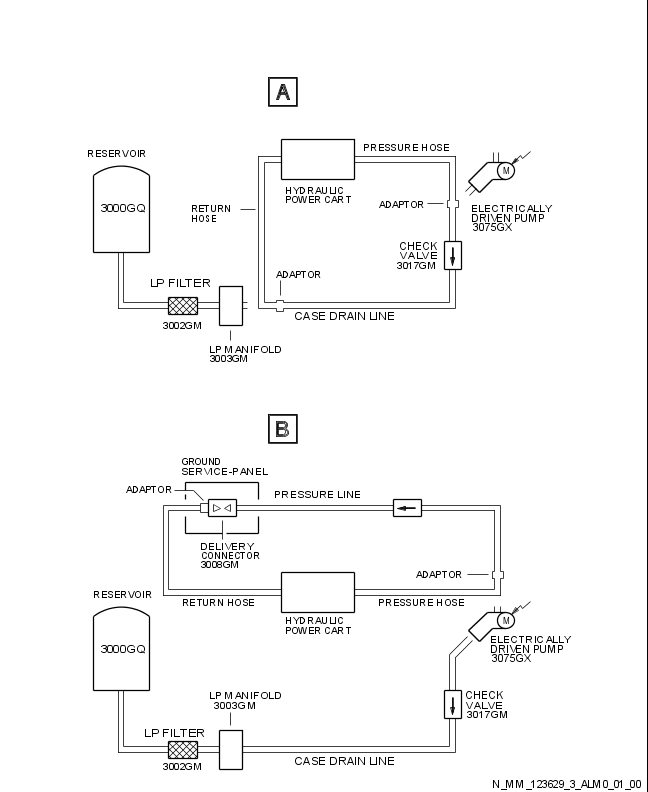 A
RESERVOIR
3000GQ
PRESSURE HOSE
M
HYDRAULIC
POWER CART
RETURN
HOSE
ADAPTOR
ELECTRICALLY
DRIVEN PUMP
3075GX
CHECK
VALVE
3017GM
ADAPTOR
LP FILTER
3002GM
CASE DRAIN LINE
LP MANIFOLD
3003GM
B
GROUND
SERVICE-PANEL
ADAPTOR
PRESSURE LINE
DELIVERY
CONNECTOR
3008GM
ADAPTOR
RESERVOIR
RETURN HOSE
PRESSURE HOSE
HYDRAULIC
POWER CART
M
3000GQ
ELECTRICALLY
DRIVEN PUMP
3075GX
LP MANIFOLD
3003GM
CHECK
VALVE
3017GM
LP FILTER
3002GM
CASE DRAIN LINE
N_MM_123629_3_ALM0_01_00